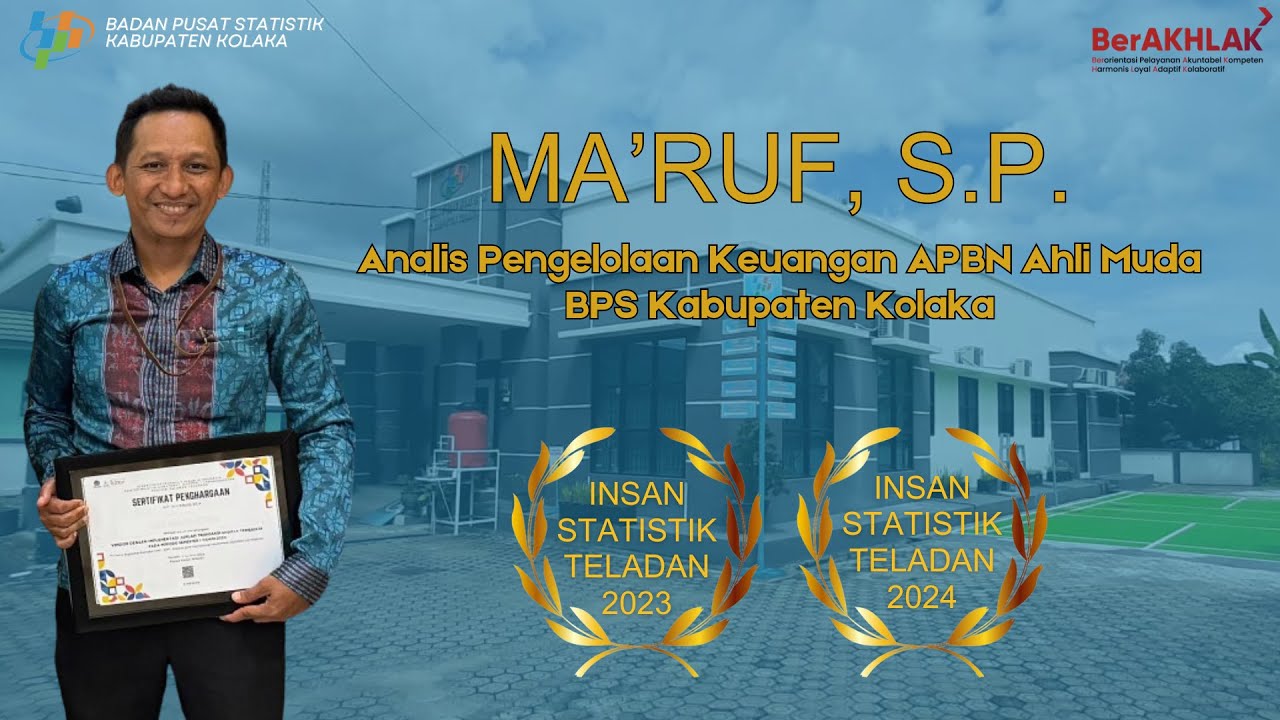 BADAN PUSAT STATISTIK
KABUPATEN KOLAKA
BerAKHLAK
Berorientasi Pelayanan Akuntabel Kompeten
Harmonis Loyal Adaptif Kolaboratif
MA’RUF, S.P.
Analis Pengelolaan Keuangan APBN Ahli Muda
BPS Kabupaten Kolaka
SERTIFIKAT PENGHARGAAN
INSAN
STATISTIK
TELADAN
2023
INSAN
STATISTIK
TELADAN
2024